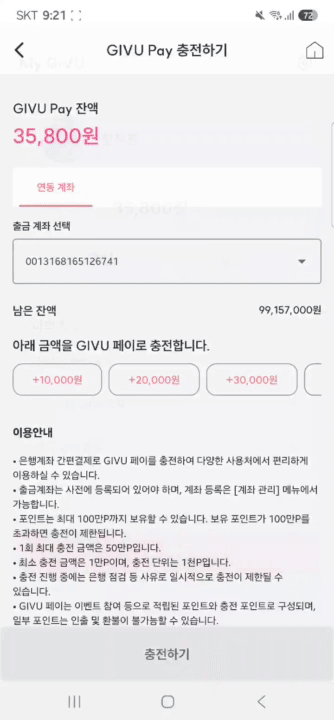 SKT 9:21
72
GIVU Pay 충전하기
GIVU Pay 잔액
35,800원
연동 계좌
출금 계좌 선택
0013168165126741
남은 잔액 99,157,000원
아래 금액을 GIVU 페이로 충전합니다.
+10,000원 +20,000원 +30,000원
이용안내
• 은행계좌 간편결제로 GIVU 페이를 충전하여 다양한 사용처에서 편리하게
이용하실 수 있습니다.
• 출금계좌는 사전에 등록되어 있어야 하며, 계좌 등록은 [계좌 관리] 메뉴에서
가능합니다.
• 포인트는 최대 100만P까지 보유할 수 있습니다. 보유 포인트가 100만P를
초과하면 충전이 제한됩니다.
• 1회 최대 충전 금액은 50만P입니다.
• 최소 충전 금액은 1만P이며, 충전 단위는 1천P입니다.
• 충전 진행 중에는 은행 점검 등 사유로 일시적으로 충전이 제한될 수
있습니다.
• GIVU 페이는 이벤트 참여 등으로 적립된 포인트와 충전 포인트로 구성되며,
일부 포인트는 인출 및 환불이 불가능할 수 있습니다.
충전하기